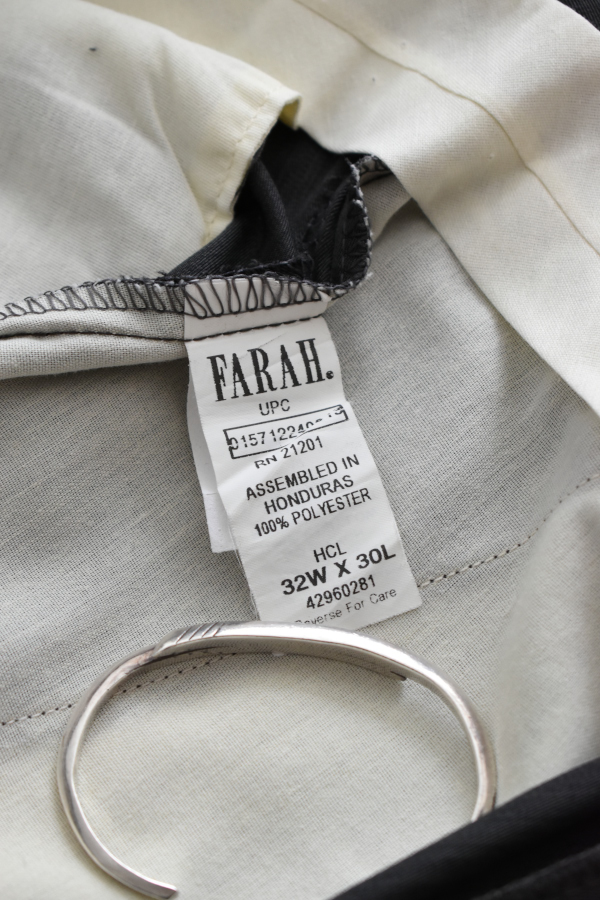 FARAH®
UPC
RN 21201
ASSEMBLED IN
HONDURAS
100% POLYESTER
HCL
32W X 30L
42960281
For Care